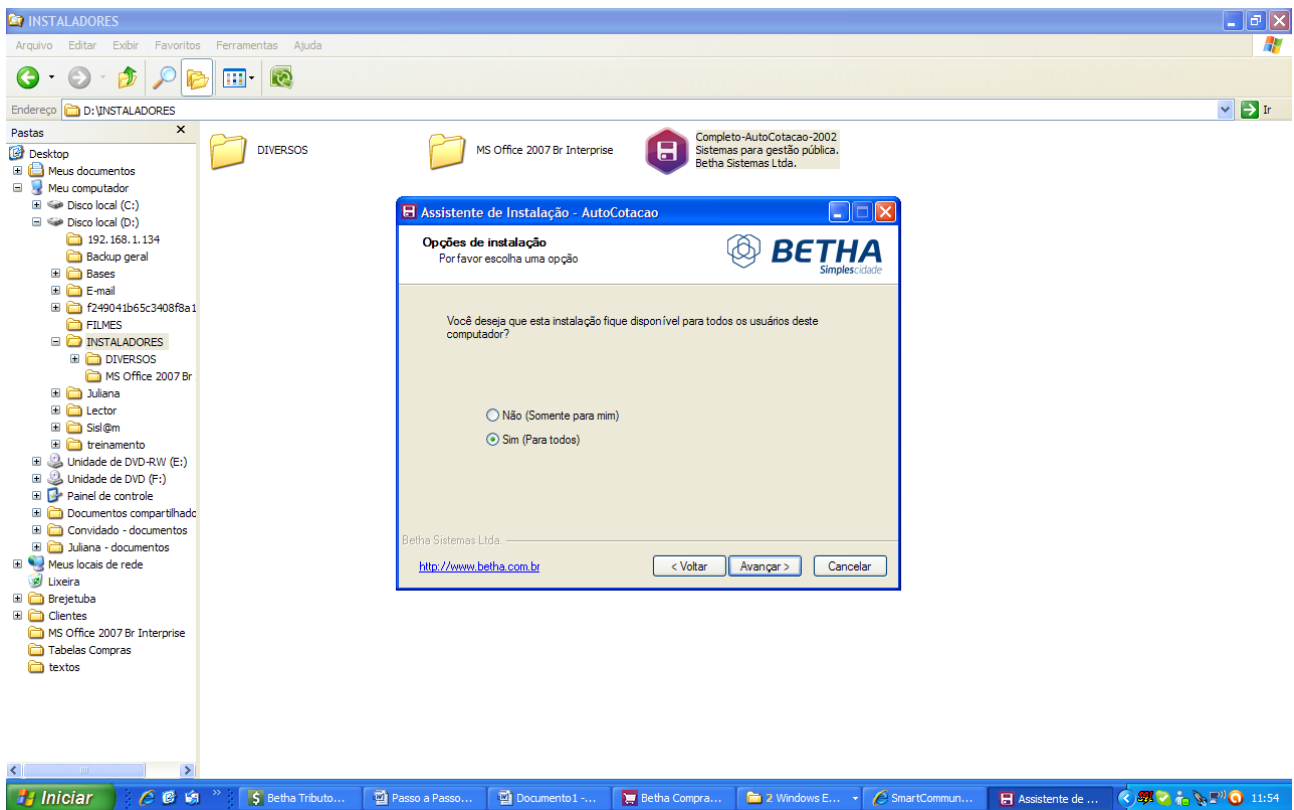 INSTALADORES
Arquivo Editar Exibir Favoritos Ferramentas Ajuda
Endereço D:\INSTALADORES Ir
Pastas
Desktop
Meus documentos
Meu computador
Disco local (C:)
Disco local (D:)
192.168.1.134
Backup geral
Bases
E-mail
f249041b65c3408f8a1
FILMES
INSTALADORES
DIVERSOS
MS Office 2007 Br
Juliana
Lector
Sisl@m
treinamento
Unidade de DVD-RW (E:)
Unidade de DVD (F:)
Painel de controle
Documentos compartilhado
Convidado - documentos
Juliana - documentos
Meus locais de rede
Lixeira
Brejetuba
Clientes
MS Office 2007 Br Interprise
Tabelas Compras
textos
DIVERSOS
MS Office 2007 Br Interprise
Completo-AutoCotacao-2002
Sistemas para gestão pública.
Betha Sistemas Ltda.
Assistente de Instalação - AutoCotacao
Opções de instalação
Por favor escolha uma opção
BETHA
Simplescidade
Você deseja que esta instalação fique disponível para todos os usuários deste
computador?
Não (Somente para mim)
Sim (Para todos)
Betha Sistemas Ltda.
http://www.betha.com.br
< Voltar Avançar > Cancelar
Iniciar Betha Tributo... Passo a Passo... Documento1 -... Betha Compra... 2 Windows E... SmartCommun... Assistente de ... 11:54